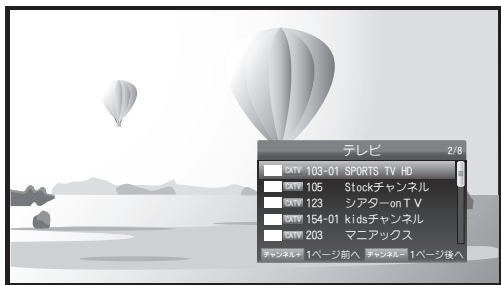 テレビ 2/8
CATV 103-01 SPORTS TV HD
CATV 105 Stockチャンネル
CATV 123 シアターonＴＶ
CATV 154-01 kidsチャンネル
CATV 203 マニアックス
チャンネル+ 1ページ前へ チャンネル− 1ページ後へ